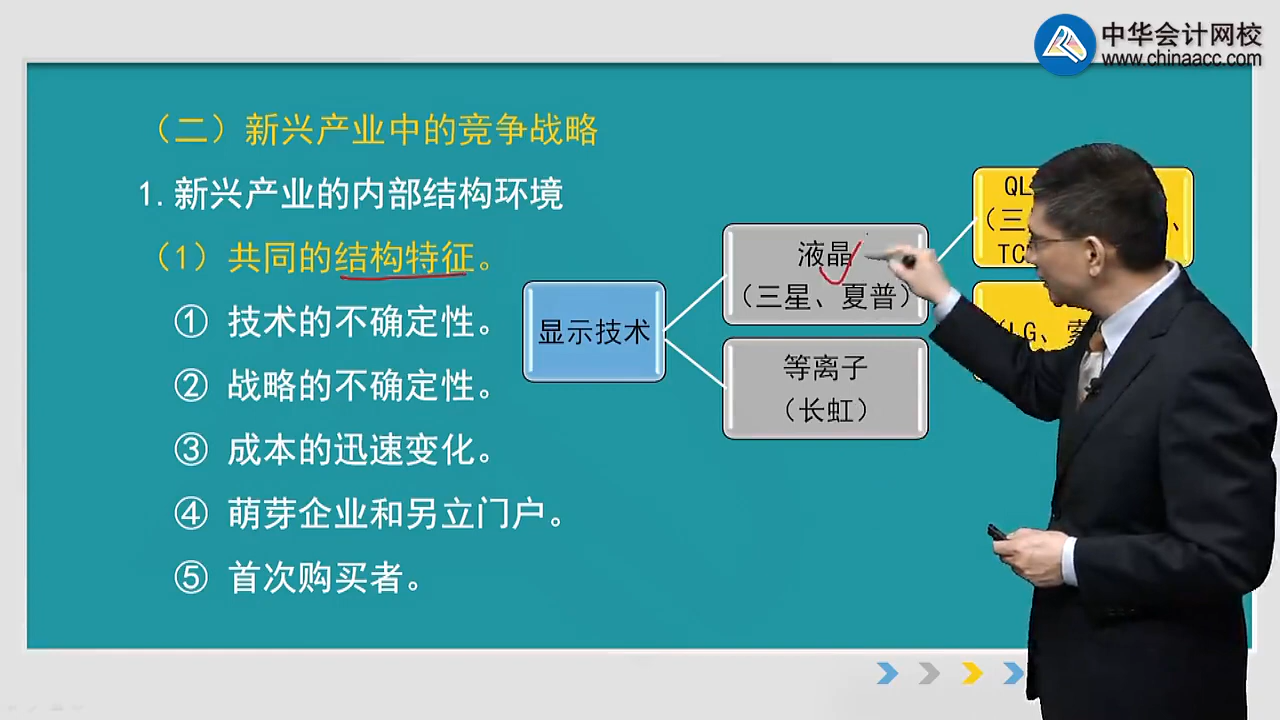 中华会计网校
www.chinaacc.com
（二）新兴产业中的竞争战略
1.新兴产业的内部结构环境
（1）共同的结构特征。
① 技术的不确定性。
② 战略的不确定性。
③ 成本的迅速变化。
④ 萌芽企业和另立门户。
⑤ 首次购买者。
显示技术
液晶
（三星、夏普）
等离子
（长虹）
QL
（三 、
TC
LG、索